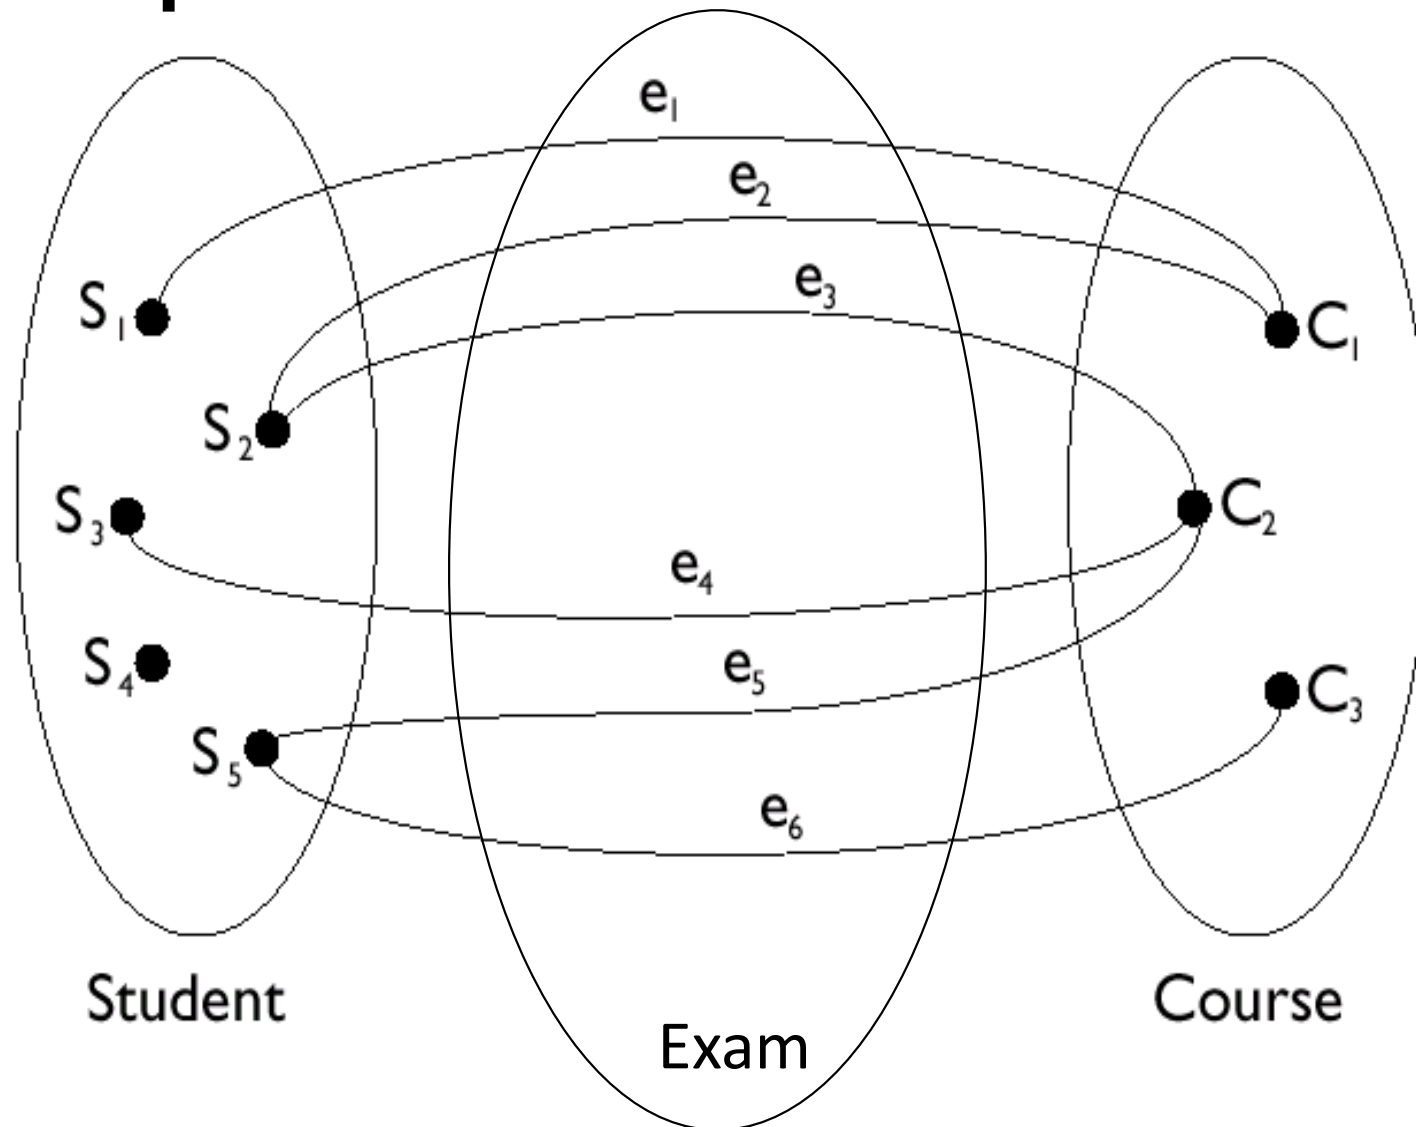 e₁
e₂
e₃
S₁
C₁
S₂
S₃
C₂
e₄
S₄
e₅
C₃
S₅
e₆
Student
Course
Exam